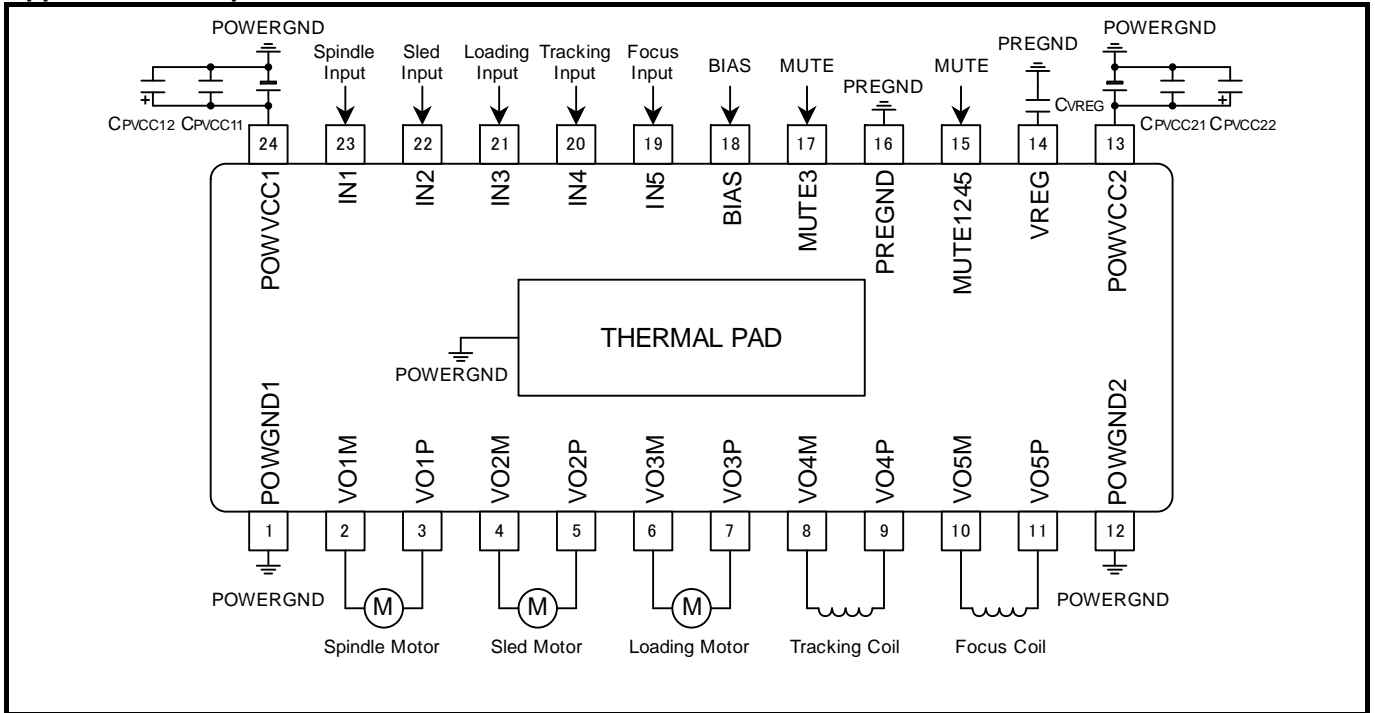 POWERGND
Spindle Input
Sled Input
Loading Input
Tracking Input
Focus Input
BIAS
MUTE
PREGND
MUTE
PREGND
POWERGND
CPVCC12 CPVCC11
CVREG
CPVCC21 CPVCC22
24 23 22 21 20 19 18 17 16 15 14 13
POWVCC1
IN1
IN2
IN3
IN4
IN5
BIAS
MUTE3
PREGND
MUTE1245
VREG
POWVCC2
THERMAL PAD
POWERGND
POWGND1
VO1M
VO1P
VO2M
VO2P
VO3M
VO3P
VO4M
VO4P
VO5M
VO5P
POWGND2
1 2 3 4 5 6 7 8 9 10 11 12
POWERGND
M
M
M
POWERGND
Spindle Motor
Sled Motor
Loading Motor
Tracking Coil
Focus Coil